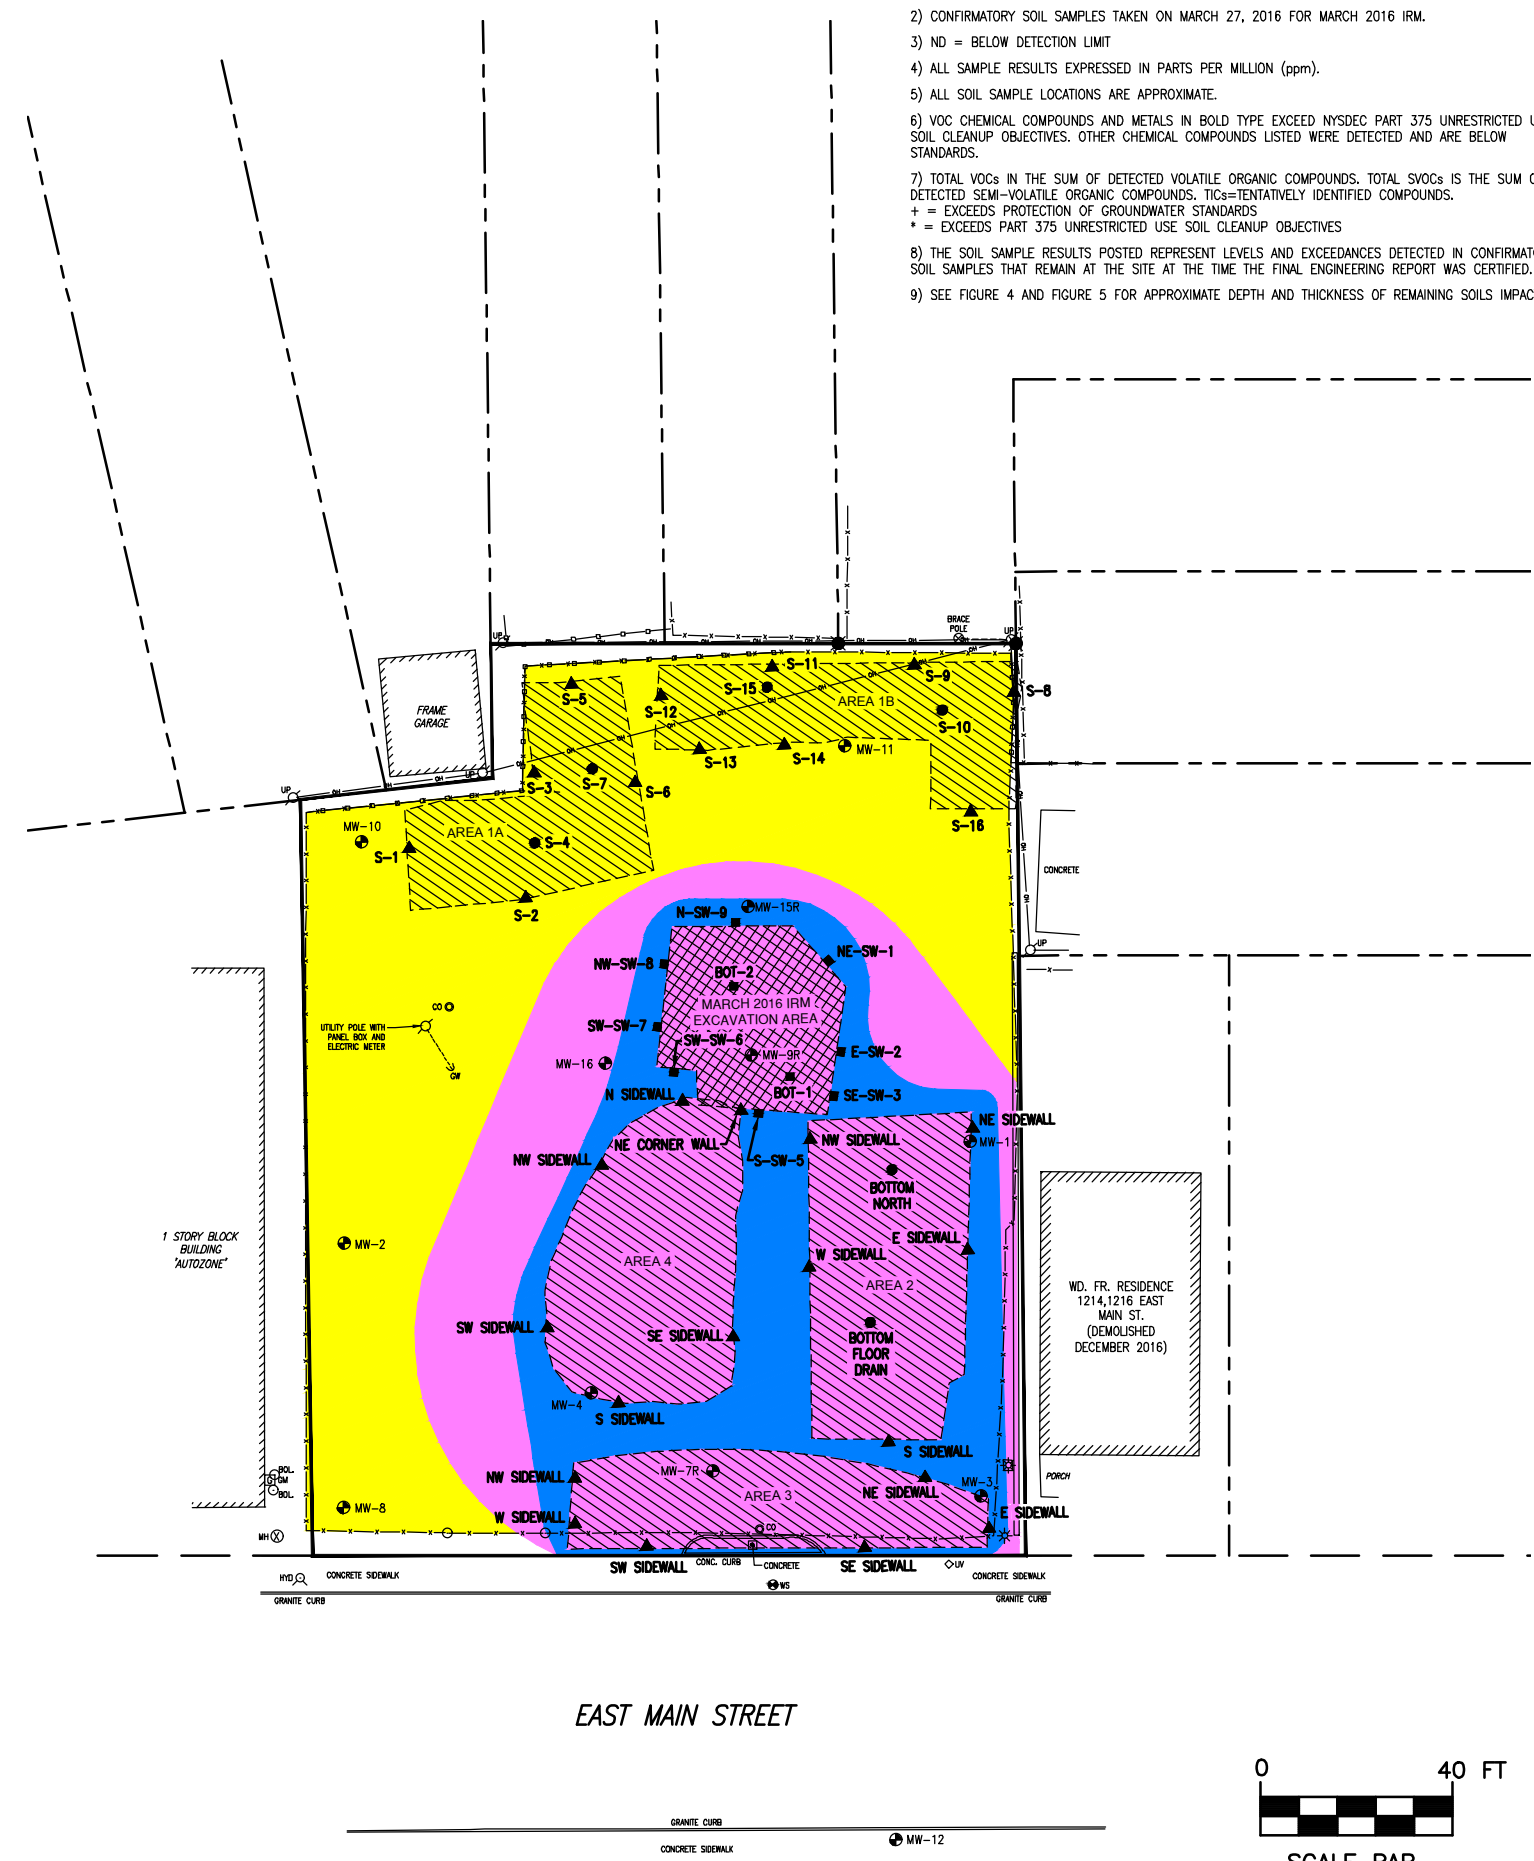 2) CONFIRMATORY SOIL SAMPLES TAKEN ON MARCH 27, 2016 FOR MARCH 2016 IRM.
3) ND = BELOW DETECTION LIMIT
4) ALL SAMPLE RESULTS EXPRESSED IN PARTS PER MILLION (ppm).
5) ALL SOIL SAMPLE LOCATIONS ARE APPROXIMATE.
6) VOC CHEMICAL COMPOUNDS AND METALS IN BOLD TYPE EXCEED NYSDEC PART 375 UNRESTRICTED
SOIL CLEANUP OBJECTIVES. OTHER CHEMICAL COMPOUNDS LISTED WERE DETECTED AND ARE BELOW
STANDARDS.
7) TOTAL VOCs IN THE SUM OF DETECTED VOLATILE ORGANIC COMPOUNDS. TOTAL SVOCs IS THE SUM
DETECTED SEMI-VOLATILE ORGANIC COMPOUNDS. TICs=TENTATIVELY IDENTIFIED COMPOUNDS.
+ = EXCEEDS PROTECTION OF GROUNDWATER STANDARDS
* = EXCEEDS PART 375 UNRESTRICTED USE SOIL CLEANUP OBJECTIVES
8) THE SOIL SAMPLE RESULTS POSTED REPRESENT LEVELS AND EXCEEDANCES DETECTED IN
SOIL SAMPLES THAT REMAIN AT THE SITE AT THE TIME THE FINAL ENGINEERING REPORT WAS CERTIFIED.
9) SEE FIGURE 4 AND FIGURE 5 FOR APPROXIMATE DEPTH AND THICKNESS OF REMAINING SOILS
BRACE
POLE
UP
UP
OH OH OH OH OH
S-11
S-9
S-8
S-5
S-15
S-12
AREA 1B
S-10
FRAME
GARAGE
MW-11
S-13
S-14
UP
S-3
S-7
S-6
UP
S-16
MW-10
AREA 1A
S-4
S-1
CONCRETE
S-2
N-SW-9
MW-15R
UP
NE-SW-1
NW-SW-8
BOT-2
CO
MARCH 2016 IRM
EXCAVATION AREA
UTILITY POLE WITH
PANEL BOX AND
ELECTRIC METER
SW-SW-7
SW-SW-6
E-SW-2
MW-9R
MW-16
GW
BOT-1
N SIDEWALL
SE-SW-3
NE SIDEWALL
NE CORNER WALL
NW SIDEWALL
MW-1
NW SIDEWALL
S-SW-5
BOTTOM
NORTH
1 STORY BLOCK
BUILDING
"AUTOZONE"
MW-2
E SIDEWALL
W SIDEWALL
AREA 4
AREA 2
WD. FR. RESIDENCE
1214,1216 EAST
MAIN ST.
(DEMOLISHED
DECEMBER 2016)
SW SIDEWALL
SE SIDEWALL
BOTTOM
FLOOR
DRAIN
MW-4
S SIDEWALL
S SIDEWALL
BOL.
GM
BOL.
NW SIDEWALL
MW-7R
PORCH
MW-3
NE SIDEWALL
AREA 3
MW-8
W SIDEWALL
E SIDEWALL
CO
MH
CONC. CURB
CONCRETE
SW SIDEWALL
SE SIDEWALL
UV
HYD
CONCRETE SIDEWALK
CONCRETE SIDEWALK
WS
GRANITE CURB
GRANITE CURB
EAST MAIN STREET
0 40 FT
GRANITE CURB
MW-12
CONCRETE SIDEWALK
SCALE BAR